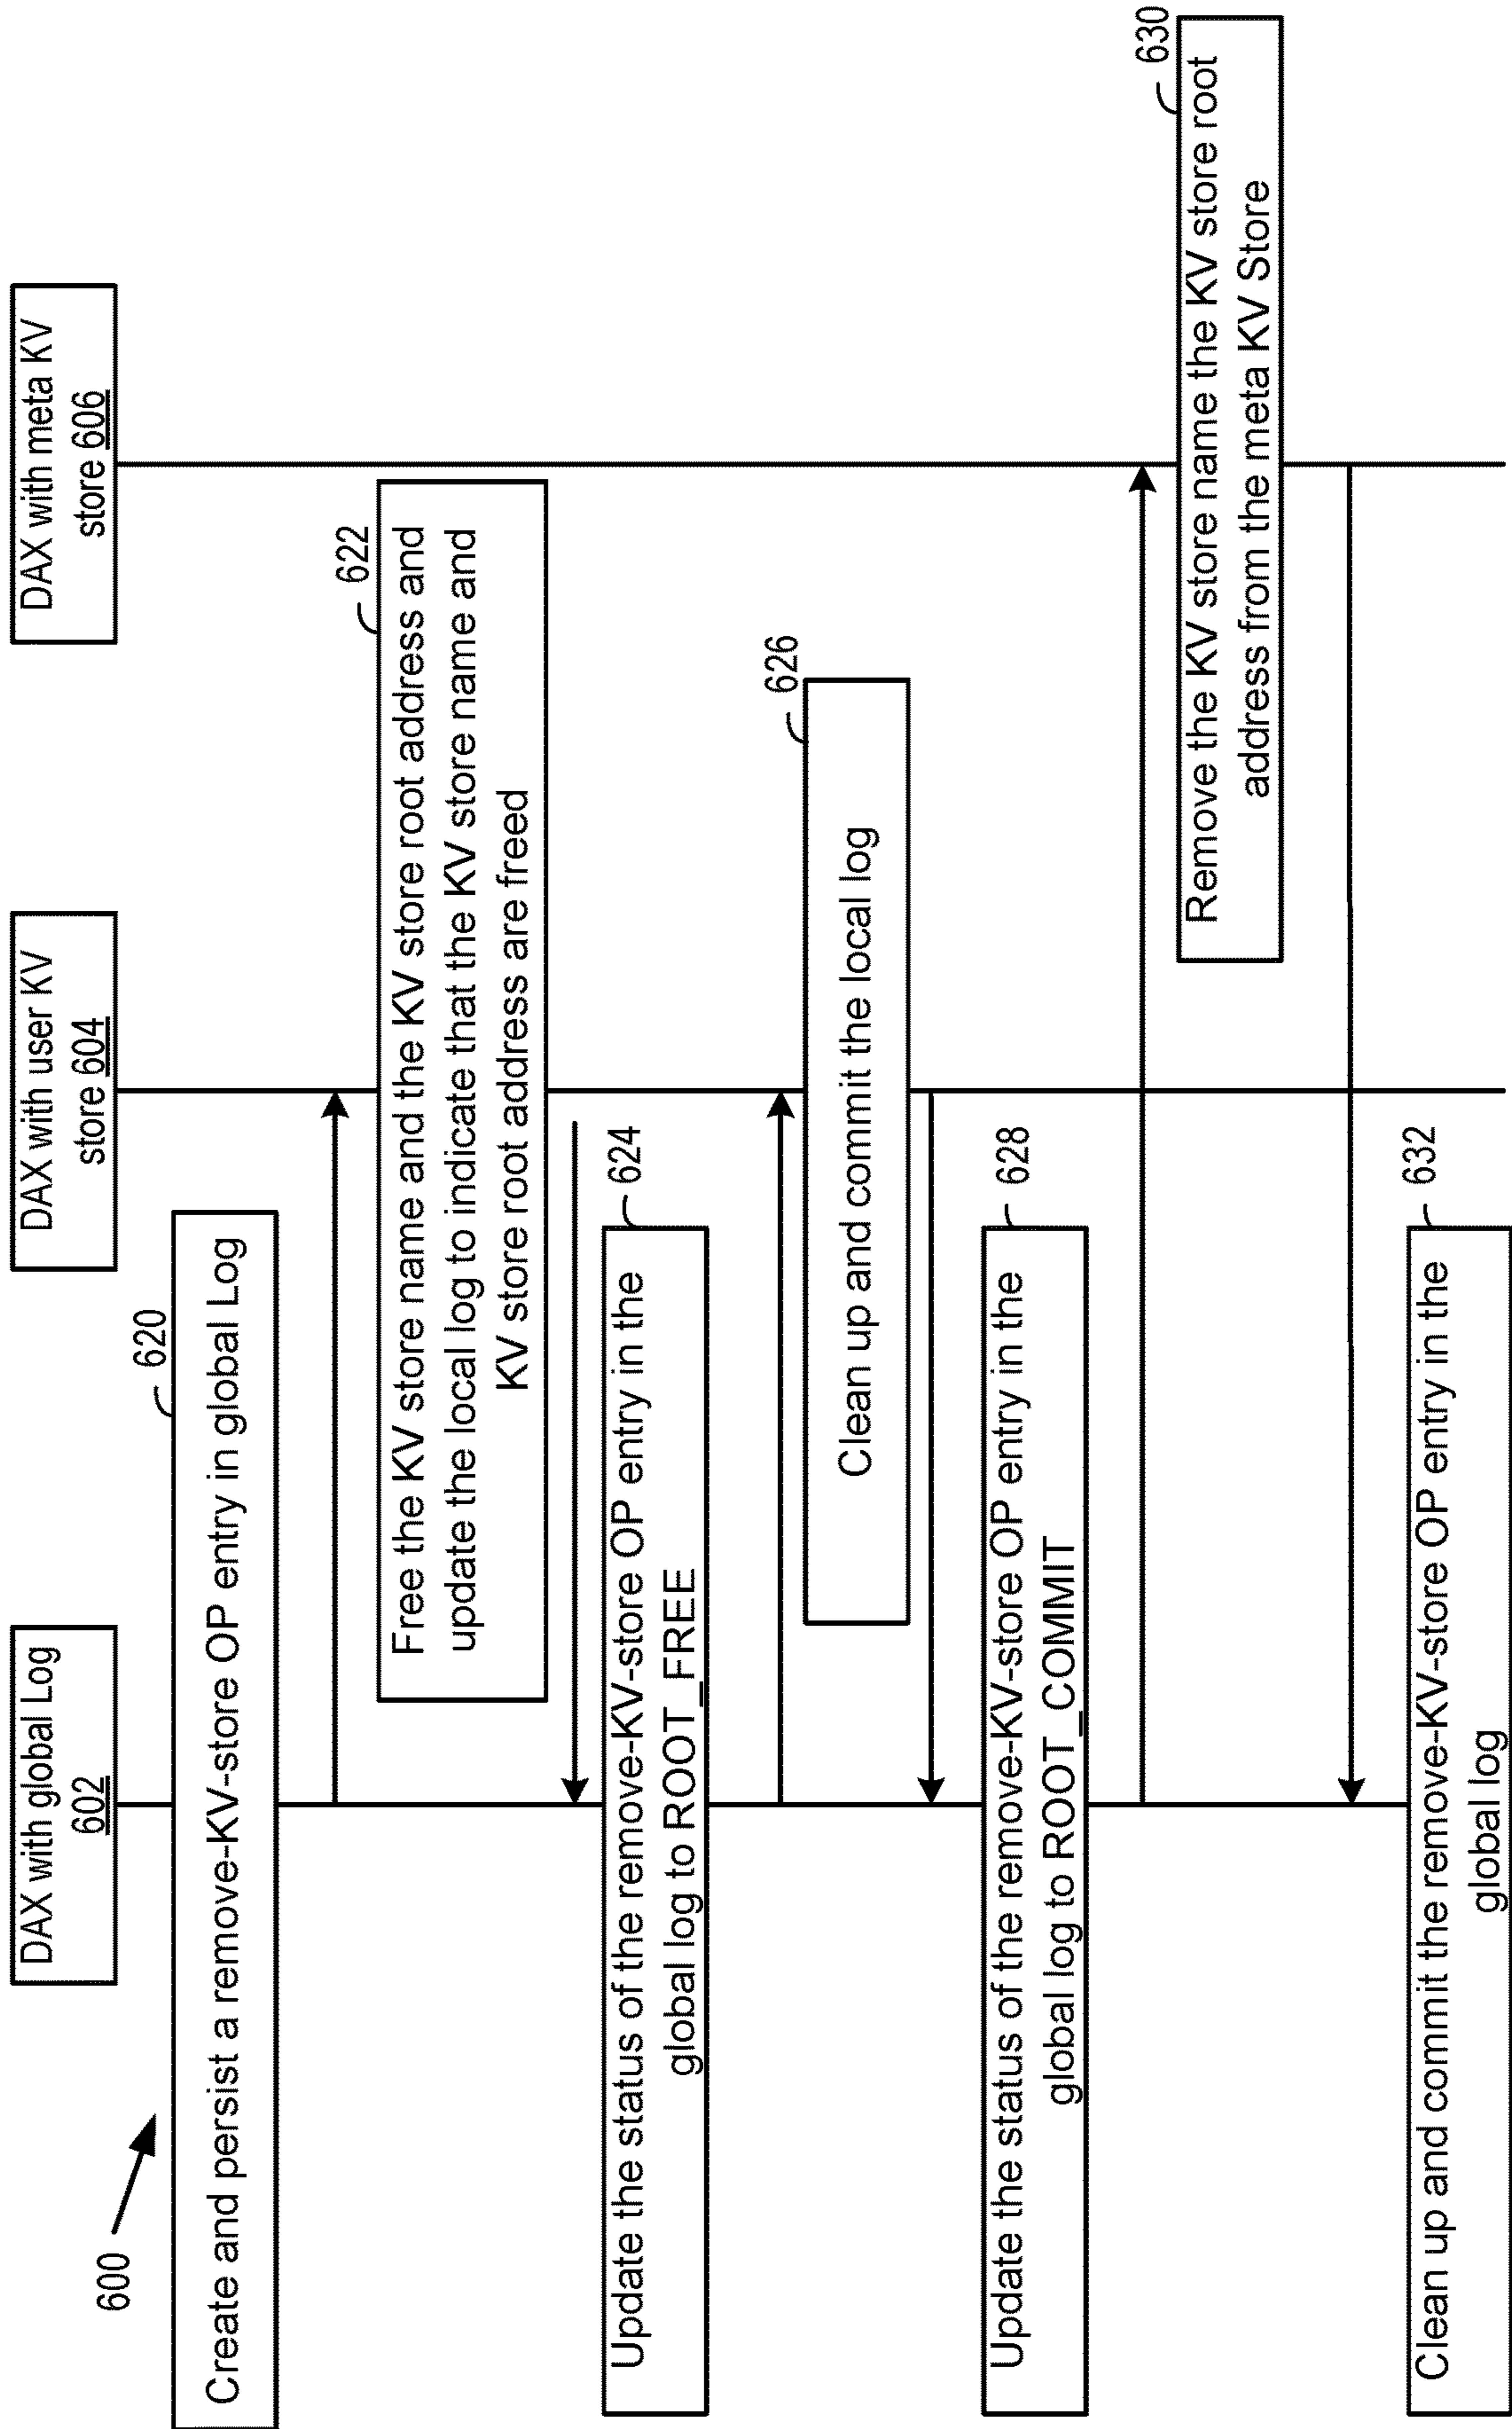 600
DAX with global Log
602
DAX with user KV
store 604
DAX with meta KV
store 606
620
Create and persist a remove-KV-store OP entry in global Log
622
Free the KV store name and the KV store root address and
update the local log to indicate that the KV store name and
KV store root address are freed
624
Update the status of the remove-KV-store OP entry in the
global log to ROOT_FREE
626
Clean up and commit the local log
628
Update the status of the remove-KV-store OP entry in the
global log to ROOT_COMMIT
630
Remove the KV store name the KV store root
address from the meta KV Store
632
Clean up and commit the remove-KV-store OP entry in the
global log